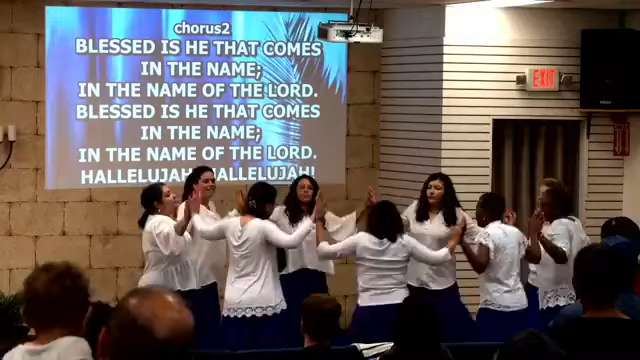 chorus2
BLESSED IS HE THAT COMES
IN THE NAME;
IN THE NAME OF THE LORD.
BLESSED IS HE THAT COMES
IN THE NAME;
IN THE NAME OF THE LORD.
HALLELUJAH! HALLELUJAH!
EXIT